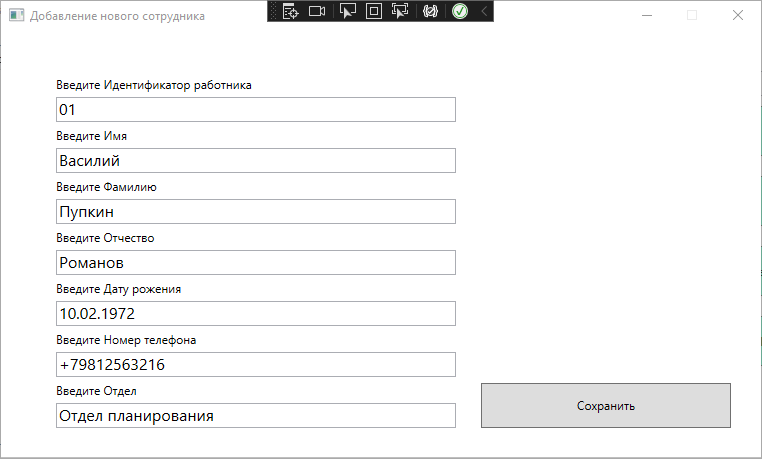 Добавление нового сотрудника
Введите Идентификатор работника
01
Введите Имя
Василий
Введите Фамилию
Пупкин
Введите Отчество
Романов
Введите Дату рожения
10.02.1972
Введите Номер телефона
+79812563216
Введите Отдел
Отдел планирования
Сохранить